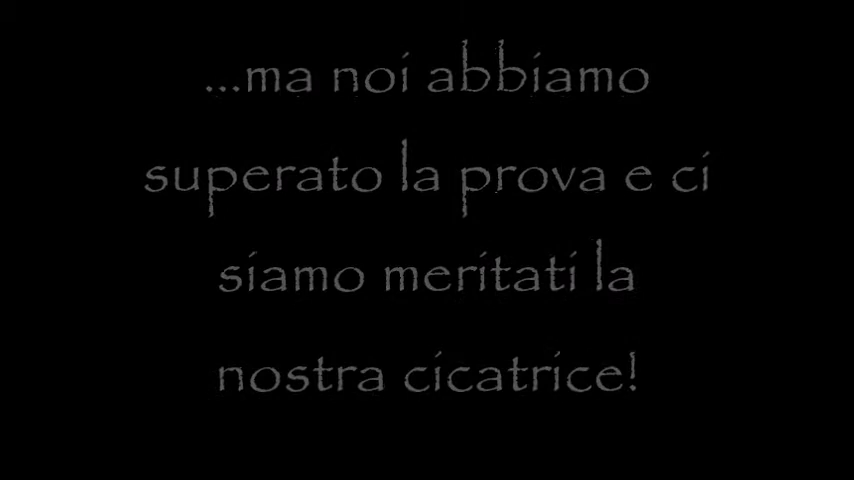 ...ma noi abbiamo
superato la prova e ci
siamo meritati la
nostra cicatrice!